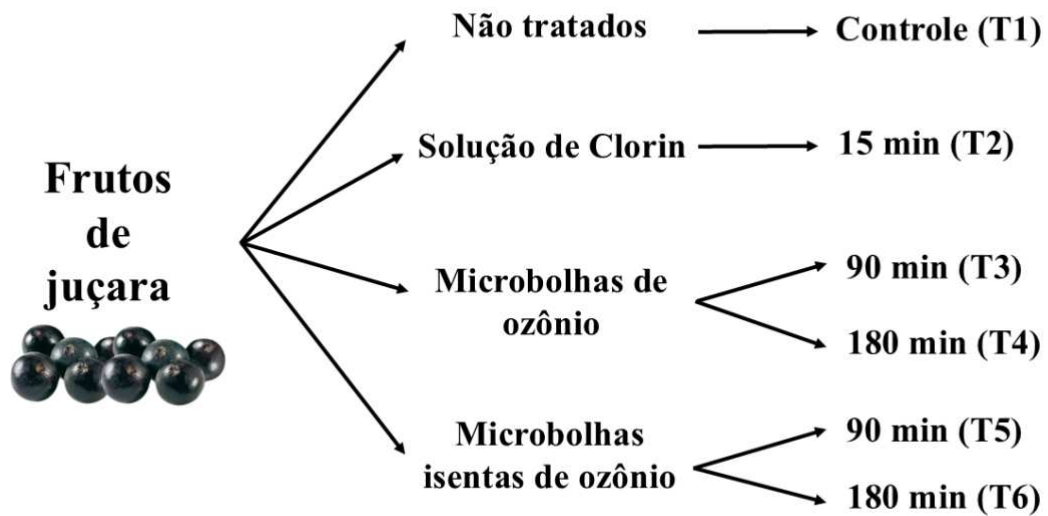 Frutos
de
juçara
Não tratados
Controle (T1)
Solução de Clorin
15 min (T2)
Microbolhas de
ozônio
90 min (T3)
180 min (T4)
Microbolhas
isentas de ozônio
90 min (T5)
180 min (T6)